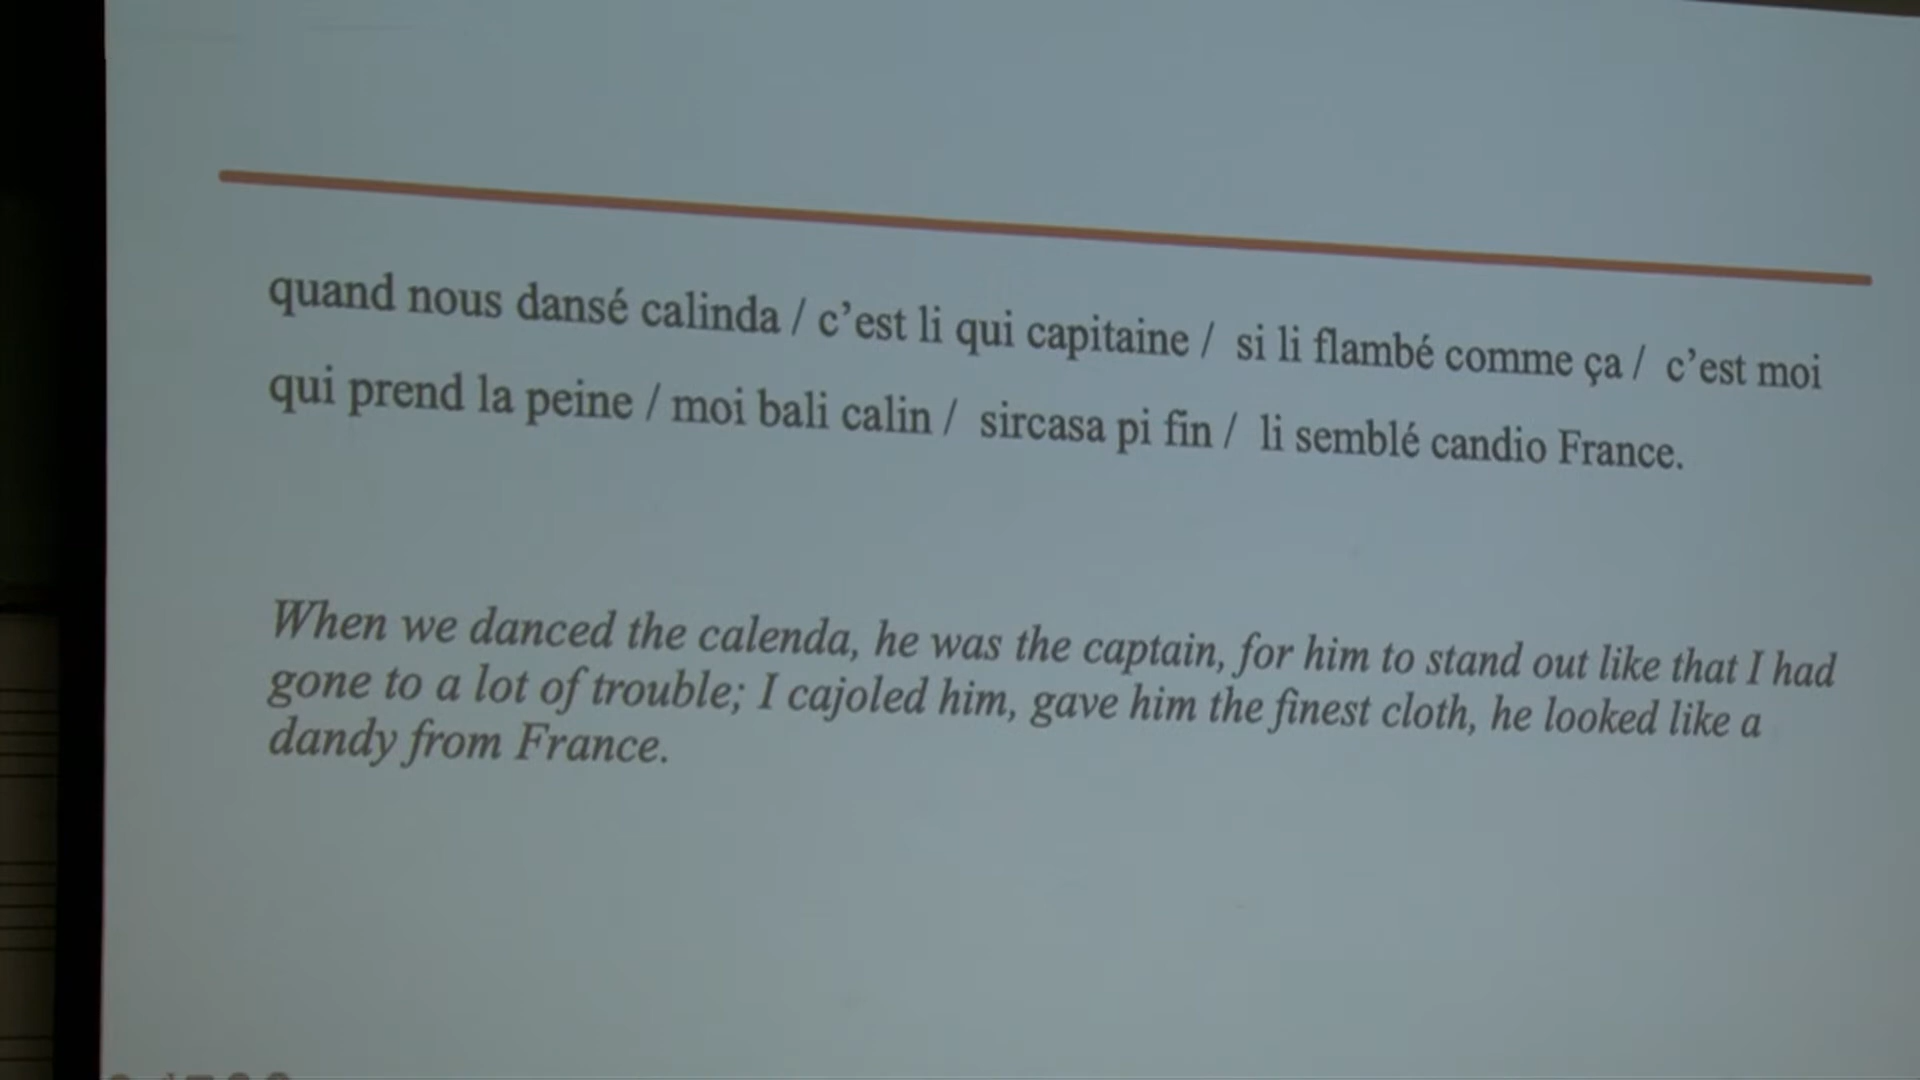 quand nous dansé calinda / c’est li qui capitaine / si li flambé comme ça / c’est moi
qui prend la peine / moi bali calin / sircasa pi fin / li semblé candio France.
When we danced the calenda, he was the captain, for him to stand out like that I had
gone to a lot of trouble; I cajoled him, gave him the finest cloth, he looked like a
dandy from France.